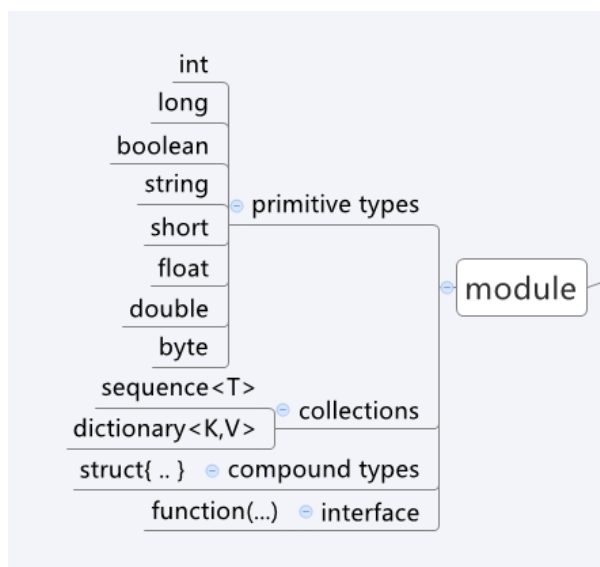 int
long
boolean
string
short
float
double
byte
primitive types
sequence<T>
dictionary<K,V>
collections
struct{ .. }
compound types
function(...)
interface
module